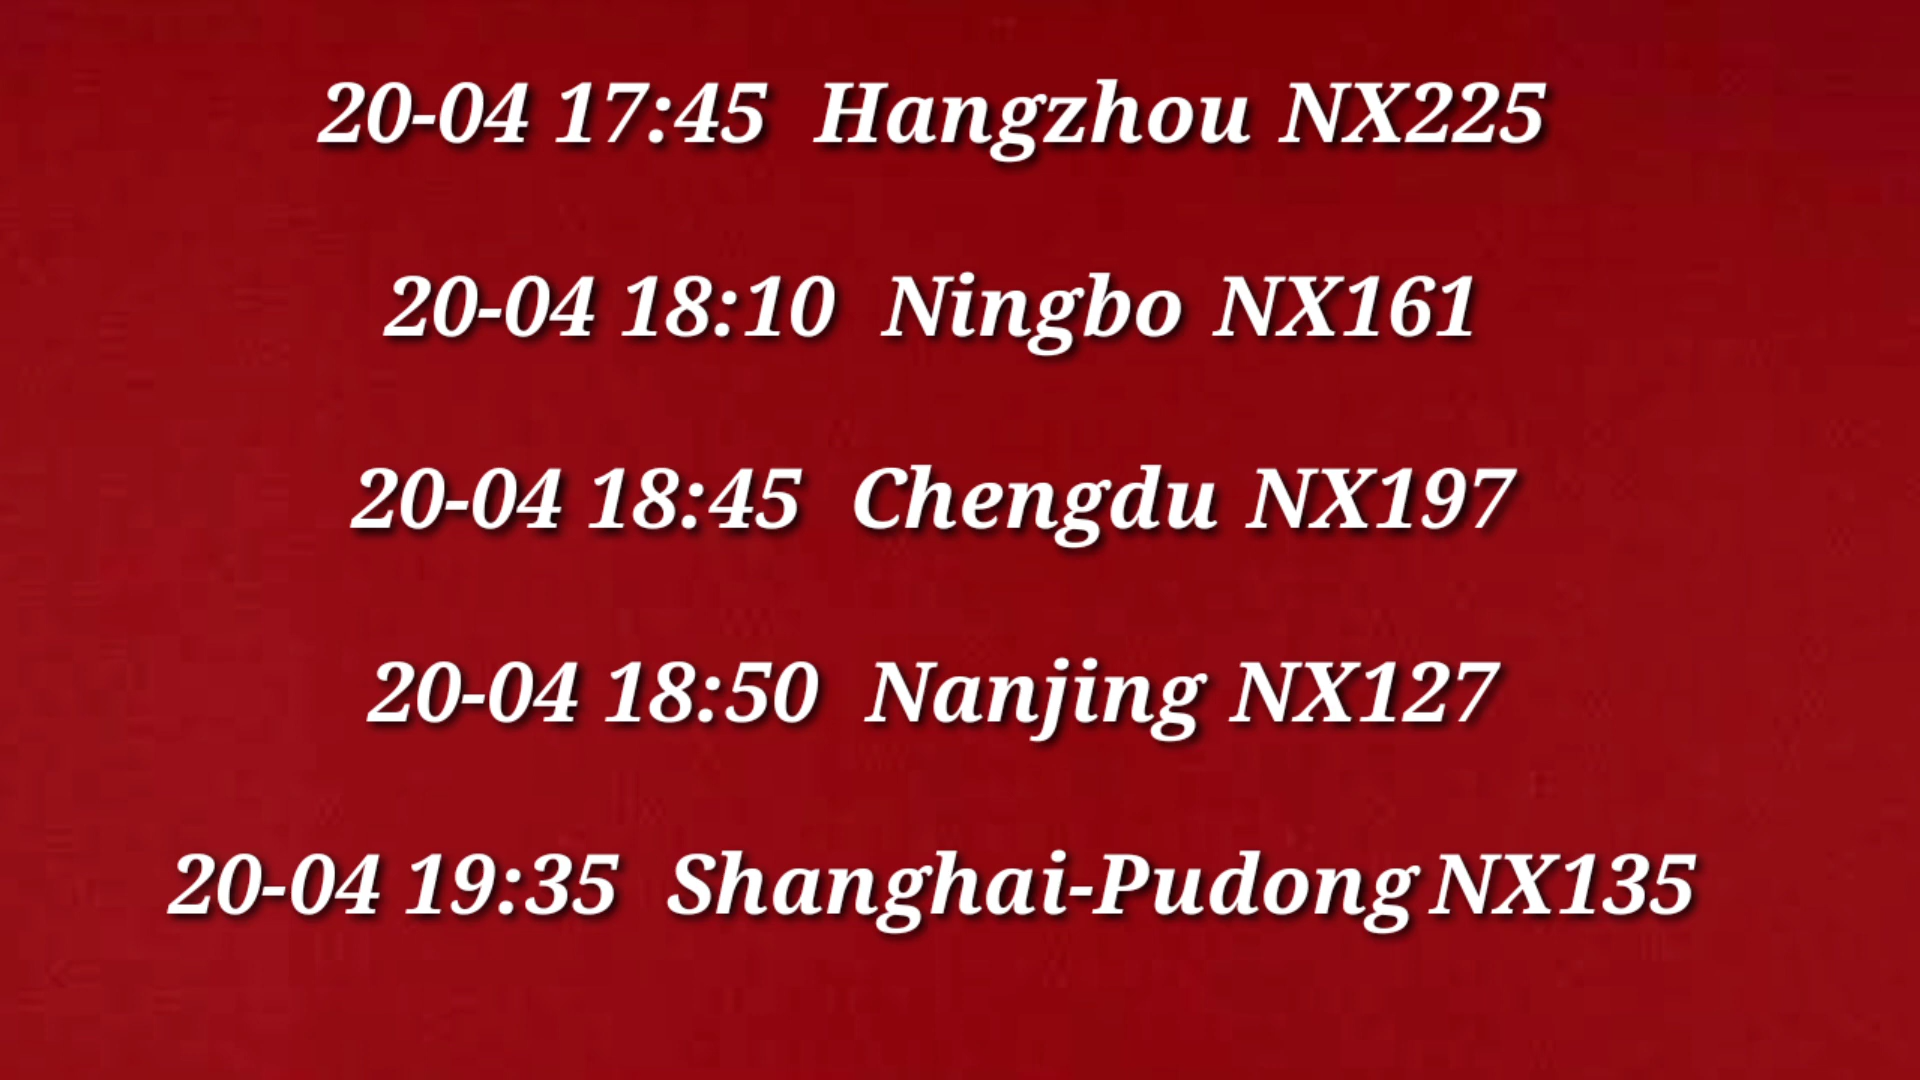 20-04 17:45 Hangzhou NX225
20-04 18:10 Ningbo NX161
20-04 18:45 Chengdu NX197
20-04 18:50 Nanjing NX127
20-04 19:35 Shanghai-Pudong NX135